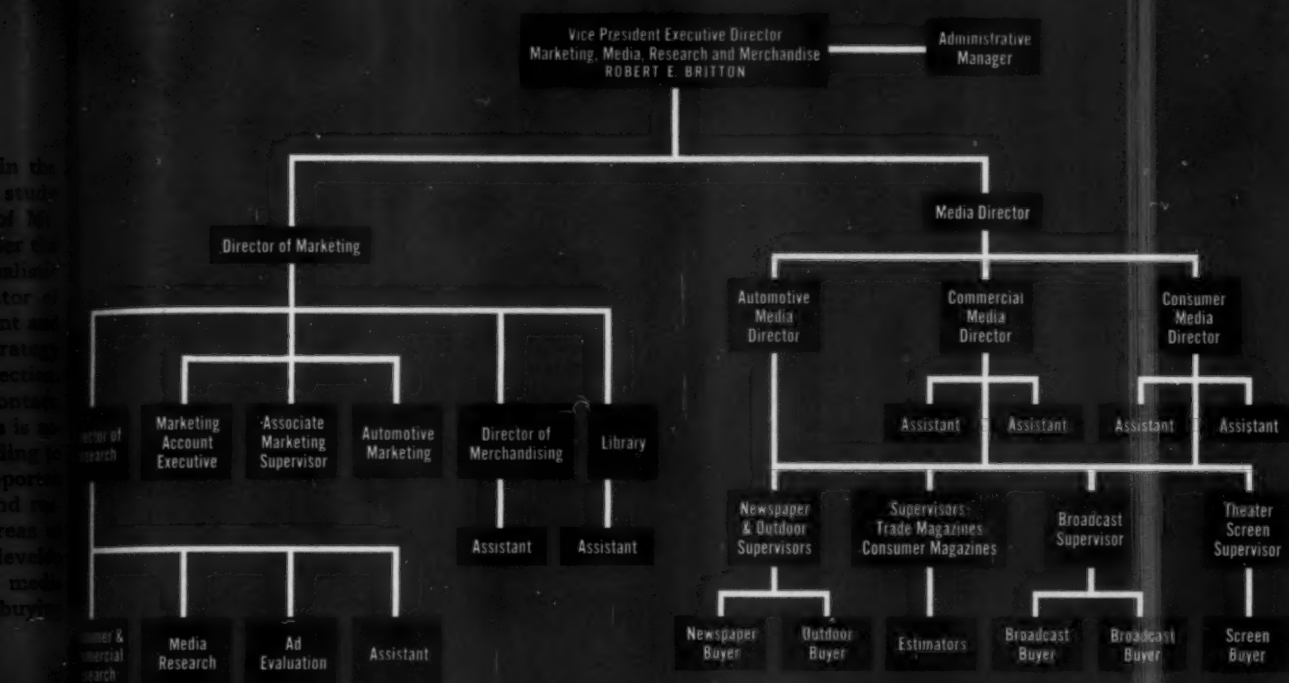 Vice President Executive Director
Marketing, Media, Research and Merchandise
ROBERT E. BRITTON
Administrative
Manager
Director of Marketing
Media Director
Automotive
Media
Director
Commercial
Media
Director
Consumer
Media
Director
Marketing
Account
Executive
Associate
Marketing
Supervisor
Automotive
Marketing
Director of
Merchandising
Library
Assistant
Assistant
Assistant
Assistant
Assistant
Assistant
Newspaper
& Outdoor
Supervisors
Supervisors
Trade Magazines
Consumer Magazines
Broadcast
Supervisor
Theater
Screen
Supervisor
Media
Research
Ad
Evaluation
Assistant
Newspaper
Buyer
Outdoor
Buyer
Estimators
Broadcast
Buyer
Broadcast
Buyer
Screen
Buyer
in the
study